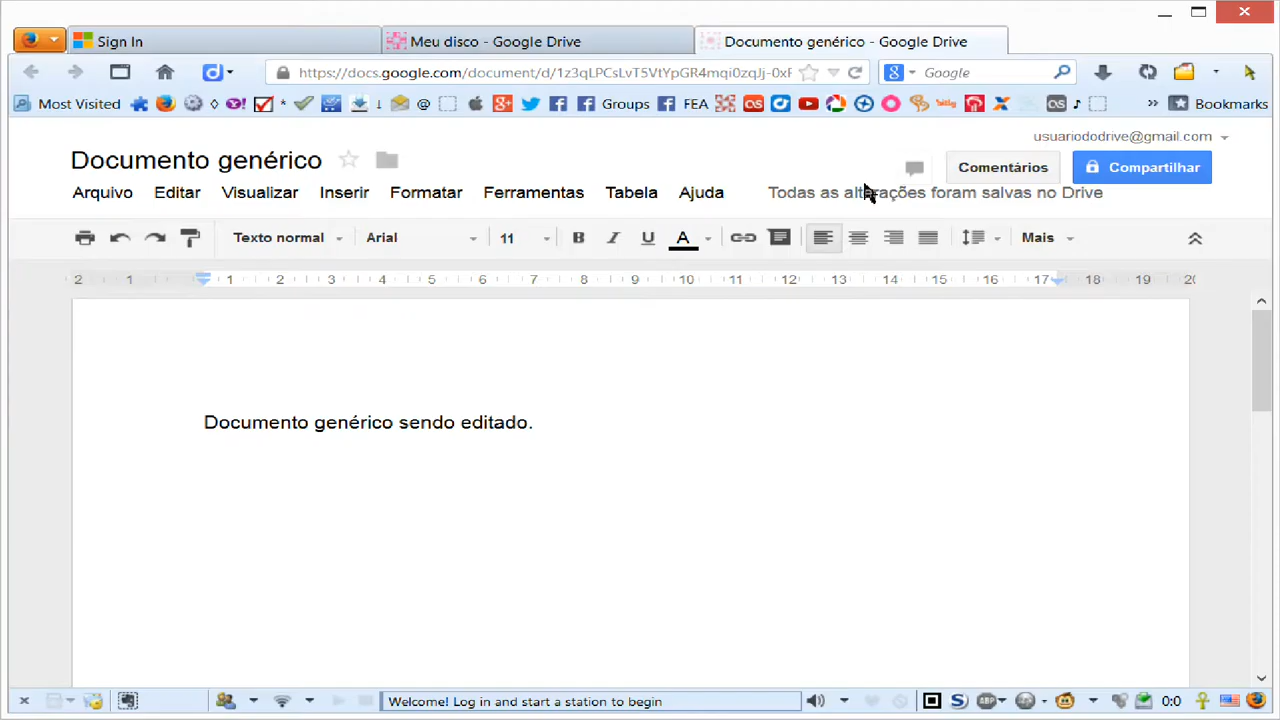 Sign In
Meu disco - Google Drive
Documento genérico - Google Drive
https://docs.google.com/document/d/1z3qLPCsLvT5VtYpGR4mqi0zqJj-0xF
Google
Most Visited
Groups
FEA
Bookmarks
usuariododrive@gmail.com
Documento genérico
Comentários
Compartilhar
Arquivo Editar Visualizar Inserir Formatar Ferramentas Tabela Ajuda Todas as alterações foram salvas no Drive
Texto normal Arial 11 B I U A Mais
2 1 1 2 3 4 5 6 7 8 9 10 11 12 13 14 15 16 17 18 19 20
Documento genérico sendo editado.
Welcome! Log in and start a station to begin
0:0